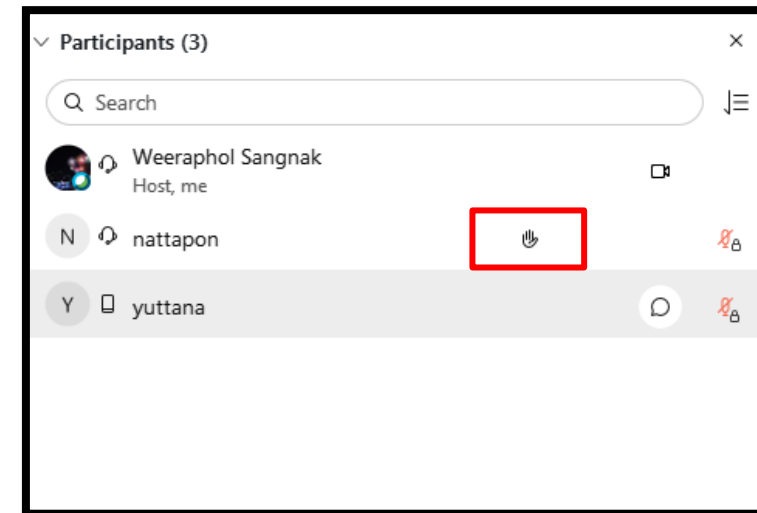 Participants (3)
Search
Weeraphol Sangnak
Host, me
N nattapon
Y yuttana